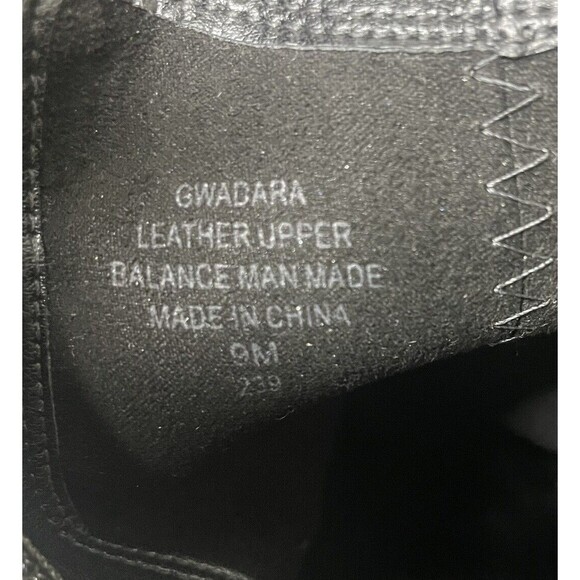 GWADARA
LEATHER UPPER
BALANCE MAN MADE
MADE IN CHINA
9M
239